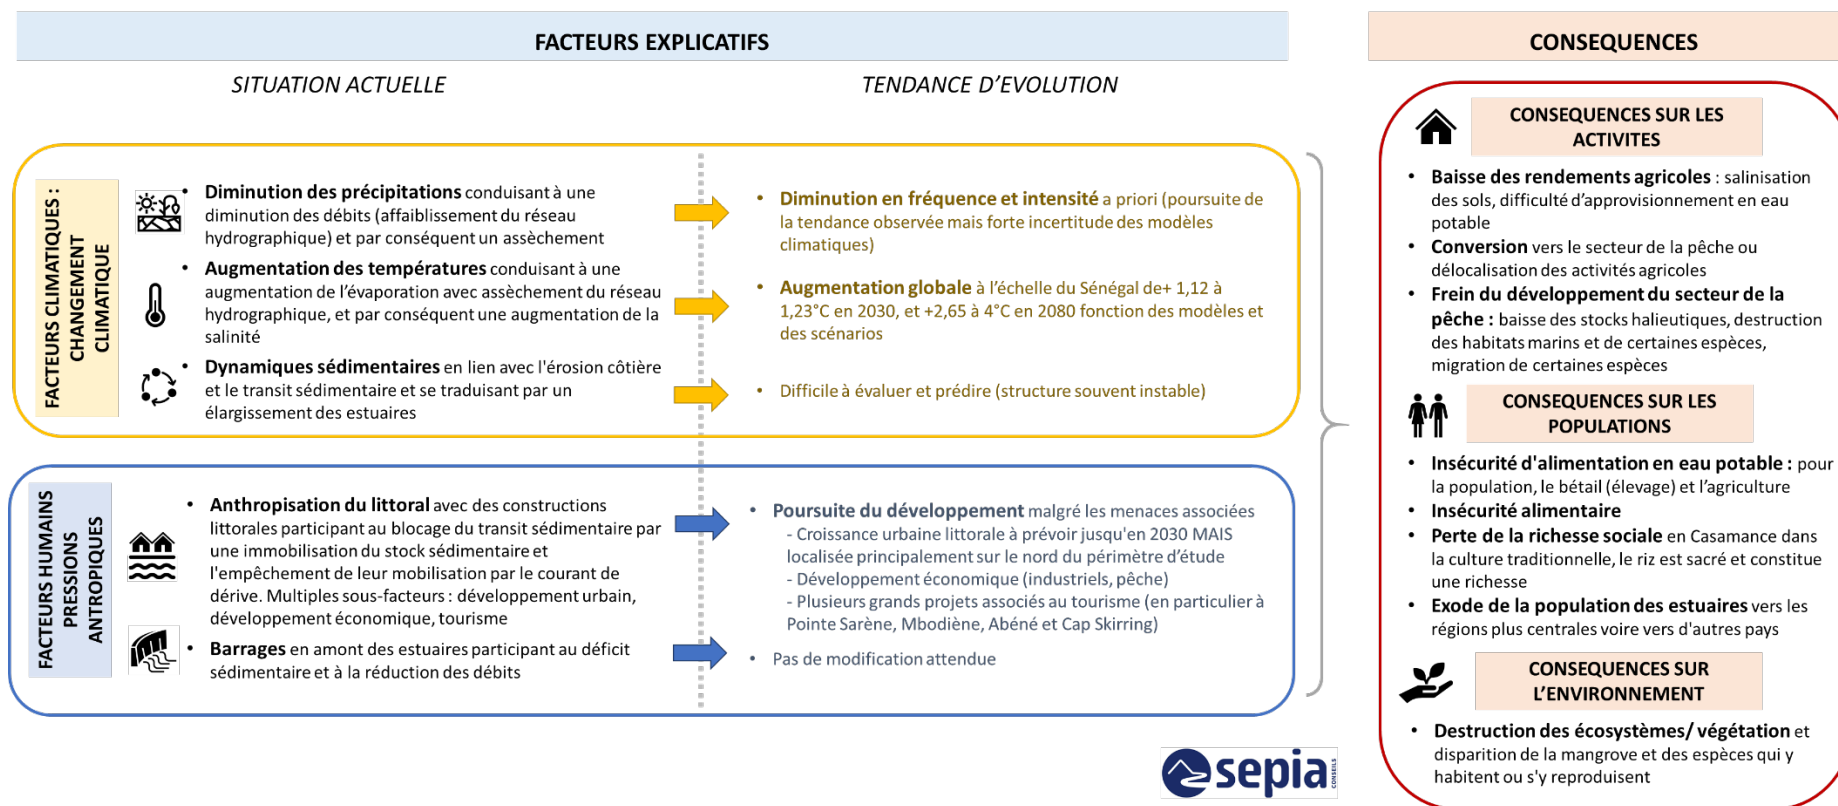 FACTEURS EXPLICATIFS
SITUATION ACTUELLE
TENDANCE D'EVOLUTION
FACTEURS CLIMATIQUES :
CHANGEMENT
CLIMATIQUE
• Diminution des précipitations conduisant à une
diminution des débits (affaiblissement du réseau
hydrographique) et par conséquent un assèchement
• Augmentation des températures conduisant à une
augmentation de l'évaporation avec assèchement du réseau
hydrographique, et par conséquent une augmentation de la
salinité
• Dynamiques sédimentaires en lien avec l'érosion côtière
et le transit sédimentaire et se traduisant par un
élargissement des estuaires
• Diminution en fréquence et intensité a priori (poursuite de
la tendance observée mais forte incertitude des modèles
climatiques)
• Augmentation globale à l'échelle du Sénégal de+ 1,12 à
1,23°C en 2030, et +2,65 à 4°C en 2080 fonction des modèles et
des scénarios
• Difficile à évaluer et prédire (structure souvent instable)
FACTEURS HUMAINS
PRESSIONS
ANTROPIQUES
• Anthropisation du littoral avec des constructions
littorales participant au blocage du transit sédimentaire par
une immobilisation du stock sédimentaire et
l'empêchement de leur mobilisation par le courant de
dérive. Multiples sous-facteurs : développement urbain,
développement économique, tourisme
• Barrages en amont des estuaires participant au déficit
sédimentaire et à la réduction des débits
• Poursuite du développement malgré les menaces associées
- Croissance urbaine littorale à prévoir jusqu'en 2030 MAIS
localisée principalement sur le nord du périmètre d'étude
- Développement économique (industriels, pêche)
- Plusieurs grands projets associés au tourisme (en particulier à
Pointe Sarène, Mbodiène, Abéné et Cap Skirring)
• Pas de modification attendue
CONSEQUENCES
CONSEQUENCES SUR LES
ACTIVITES
• Baisse des rendements agricoles : salinisation
des sols, difficulté d'approvisionnement en eau
potable
• Conversion vers le secteur de la pêche ou
délocalisation des activités agricoles
• Frein du développement du secteur de la
pêche : baisse des stocks halieutiques, destruction
des habitats marins et de certaines espèces,
migration de certaines espèces
CONSEQUENCES SUR LES
POPULATIONS
• Insécurité d'alimentation en eau potable : pour
la population, le bétail (élevage) et l'agriculture
• Insécurité alimentaire
• Perte de la richesse sociale en Casamance dans
la culture traditionnelle, le riz est sacré et constitue
une richesse
• Exode de la population des estuaires vers les
régions plus centrales voire vers d'autres pays
CONSEQUENCES SUR
L'ENVIRONNEMENT
• Destruction des écosystèmes/ végétation et
disparition de la mangrove et des espèces qui y
habitent ou s'y reproduisent
sepia
CONSEILS